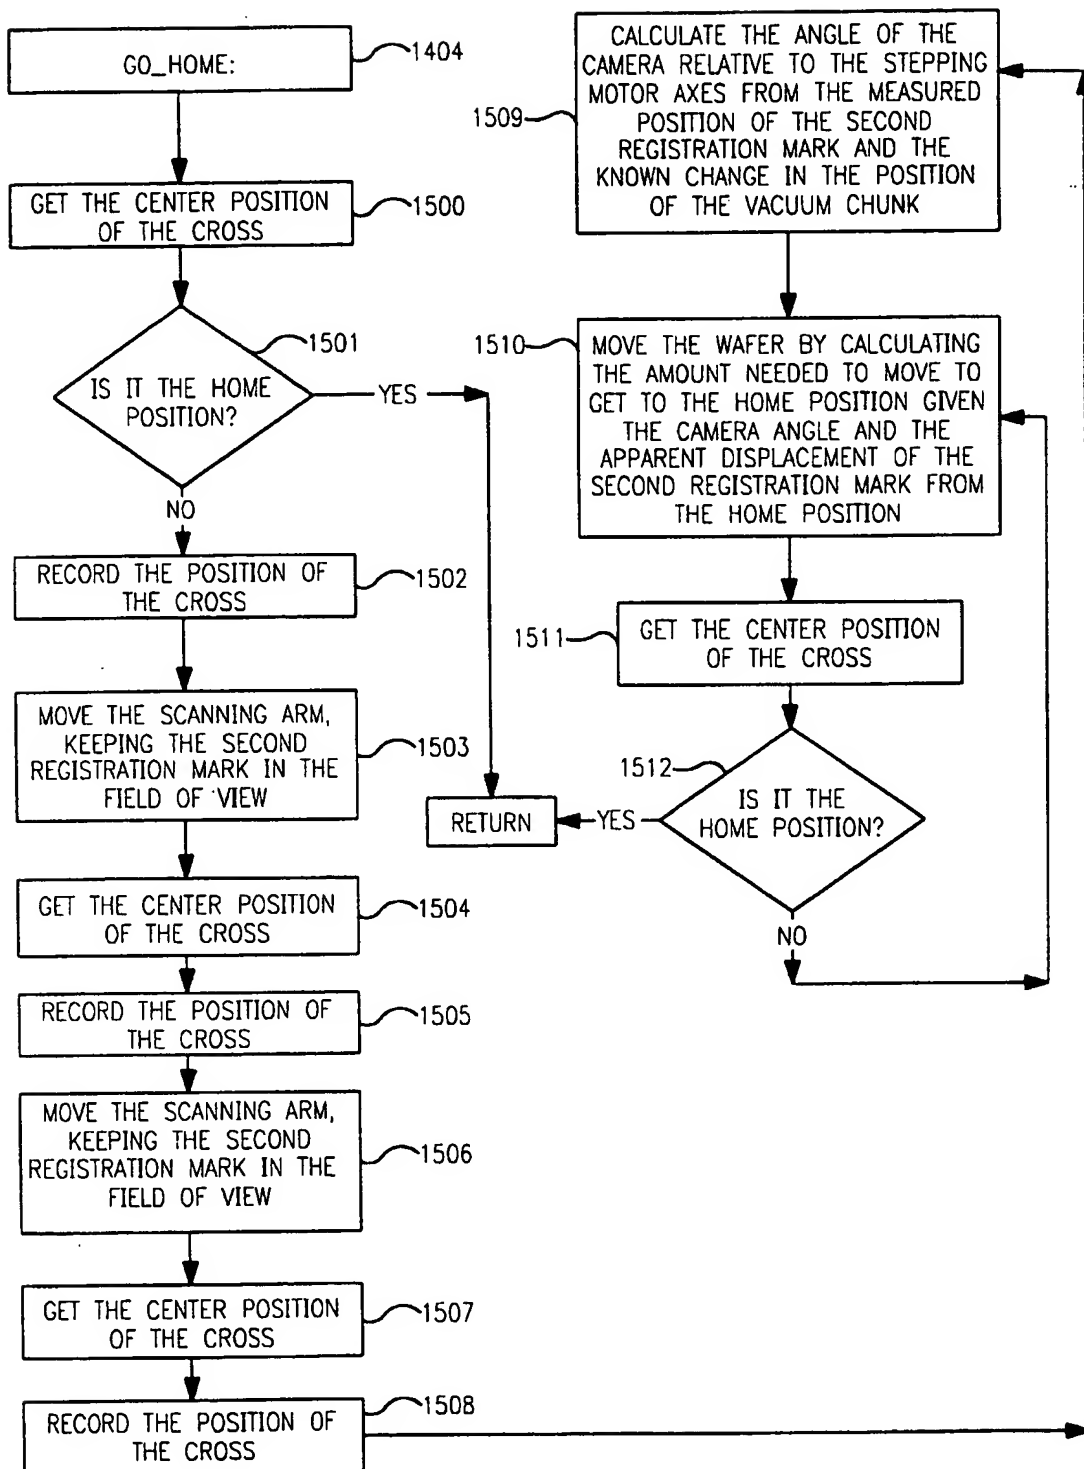 GO_HOME:
1404
GET THE CENTER POSITION
OF THE CROSS
1500
IS IT THE HOME
POSITION?
1501
YES
NO
RECORD THE POSITION OF
THE CROSS
1502
MOVE THE SCANNING ARM,
KEEPING THE SECOND
REGISTRATION MARK IN THE
FIELD OF VIEW
1503
GET THE CENTER POSITION
OF THE CROSS
1504
RECORD THE POSITION OF
THE CROSS
1505
MOVE THE SCANNING ARM,
KEEPING THE SECOND
REGISTRATION MARK IN THE
FIELD OF VIEW
1506
GET THE CENTER POSITION
OF THE CROSS
1507
RECORD THE POSITION OF
THE CROSS
1508
CALCULATE THE ANGLE OF THE
CAMERA RELATIVE TO THE STEPPING
MOTOR AXES FROM THE MEASURED
POSITION OF THE SECOND
REGISTRATION MARK AND THE
KNOWN CHANGE IN THE POSITION
OF THE VACUUM CHUNK
1509
MOVE THE WAFER BY CALCULATING
THE AMOUNT NEEDED TO MOVE TO
GET TO THE HOME POSITION GIVEN
THE CAMERA ANGLE AND THE
APPARENT DISPLACEMENT OF THE
SECOND REGISTRATION MARK FROM
THE HOME POSITION
1510
GET THE CENTER POSITION
OF THE CROSS
1511
IS IT THE
HOME POSITION?
1512
YES
RETURN
NO